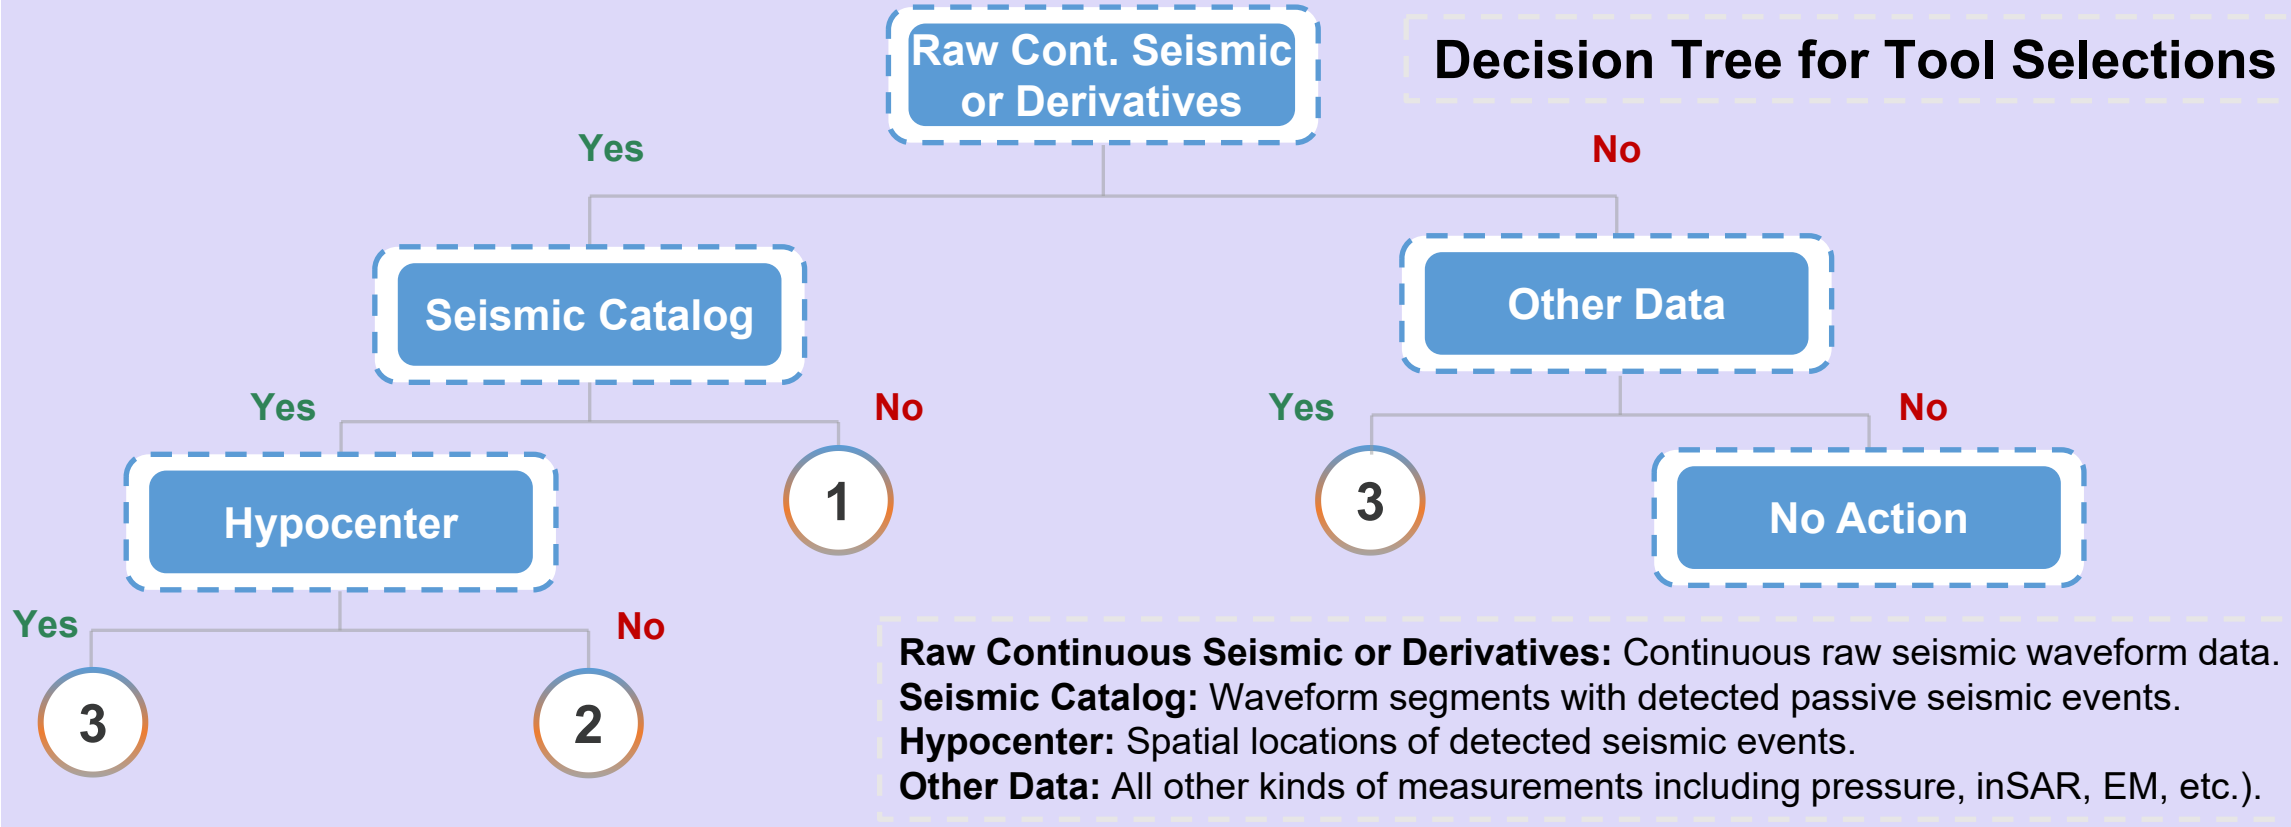 Raw Cont. Seismic
or Derivatives
Decision Tree for Tool Selections
Yes
No
Seismic Catalog
Other Data
Yes
No
Yes
No
Hypocenter
1
3
No Action
Yes
No
3
2
Raw Continuous Seismic or Derivatives: Continuous raw seismic waveform data.
Seismic Catalog: Waveform segments with detected passive seismic events.
Hypocenter: Spatial locations of detected seismic events.
Other Data: All other kinds of measurements including pressure, inSAR, EM, etc.).